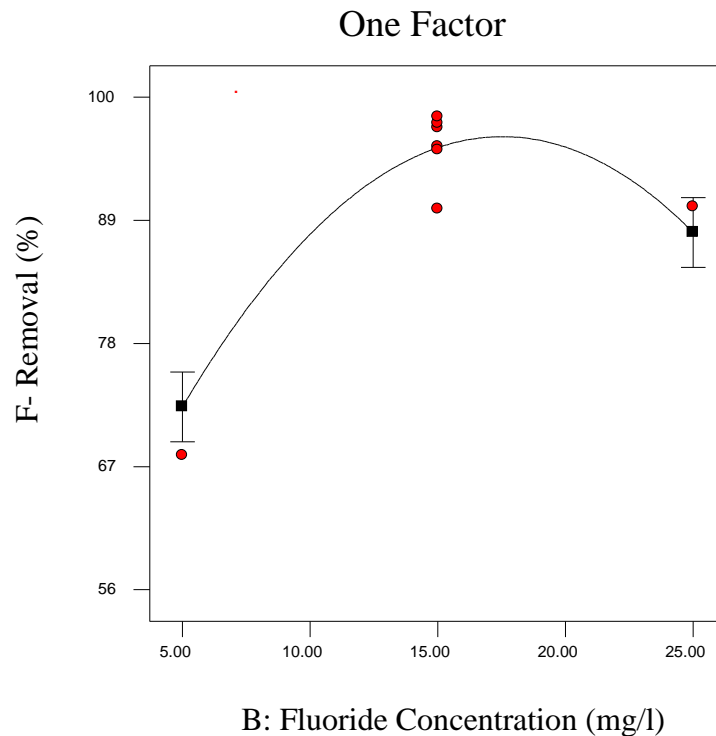 One Factor
F- Removal (%)
100
89
78
67
56
5.00 10.00 15.00 20.00 25.00
B: Fluoride Concentration (mg/l)